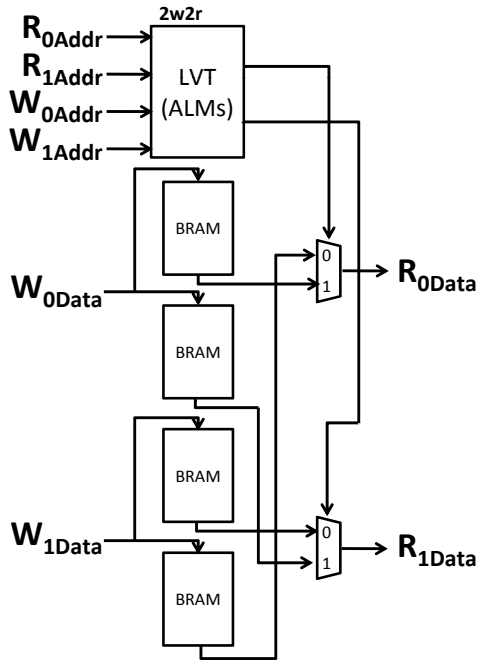 2w2r
R0Addr
R1Addr
W0Addr
W1Addr
LVT
(ALMs)
BRAM
0
1
R0Data
W0Data
BRAM
BRAM
W1Data
0
1
R1Data
BRAM